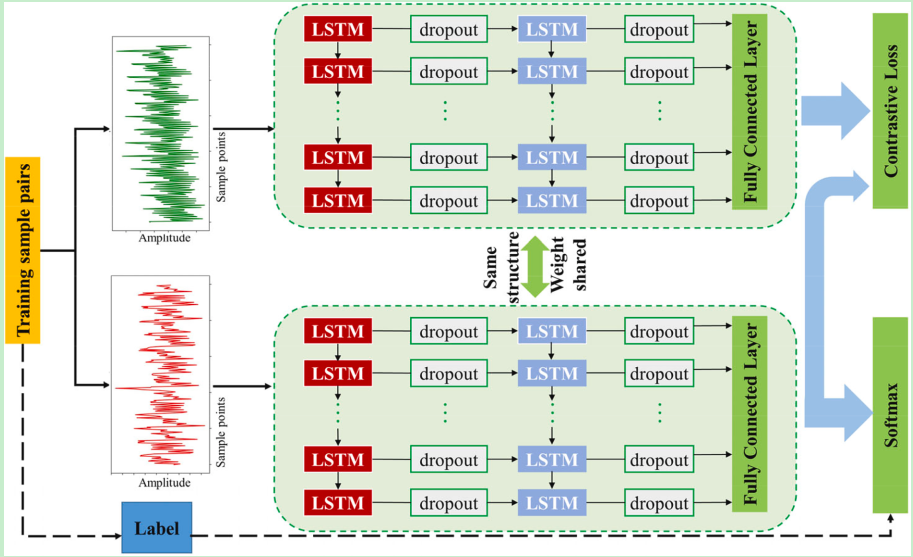 Training sample pairs
Amplitude
Sample points
LSTM dropout LSTM dropout
LSTM dropout LSTM dropout
LSTM dropout LSTM dropout
LSTM dropout LSTM dropout
Fully Connected Layer
Contrastive Loss
Same structure
Weight shared
Amplitude
Sample points
LSTM dropout LSTM dropout
LSTM dropout LSTM dropout
LSTM dropout LSTM dropout
LSTM dropout LSTM dropout
Fully Connected Layer
Softmax
Label